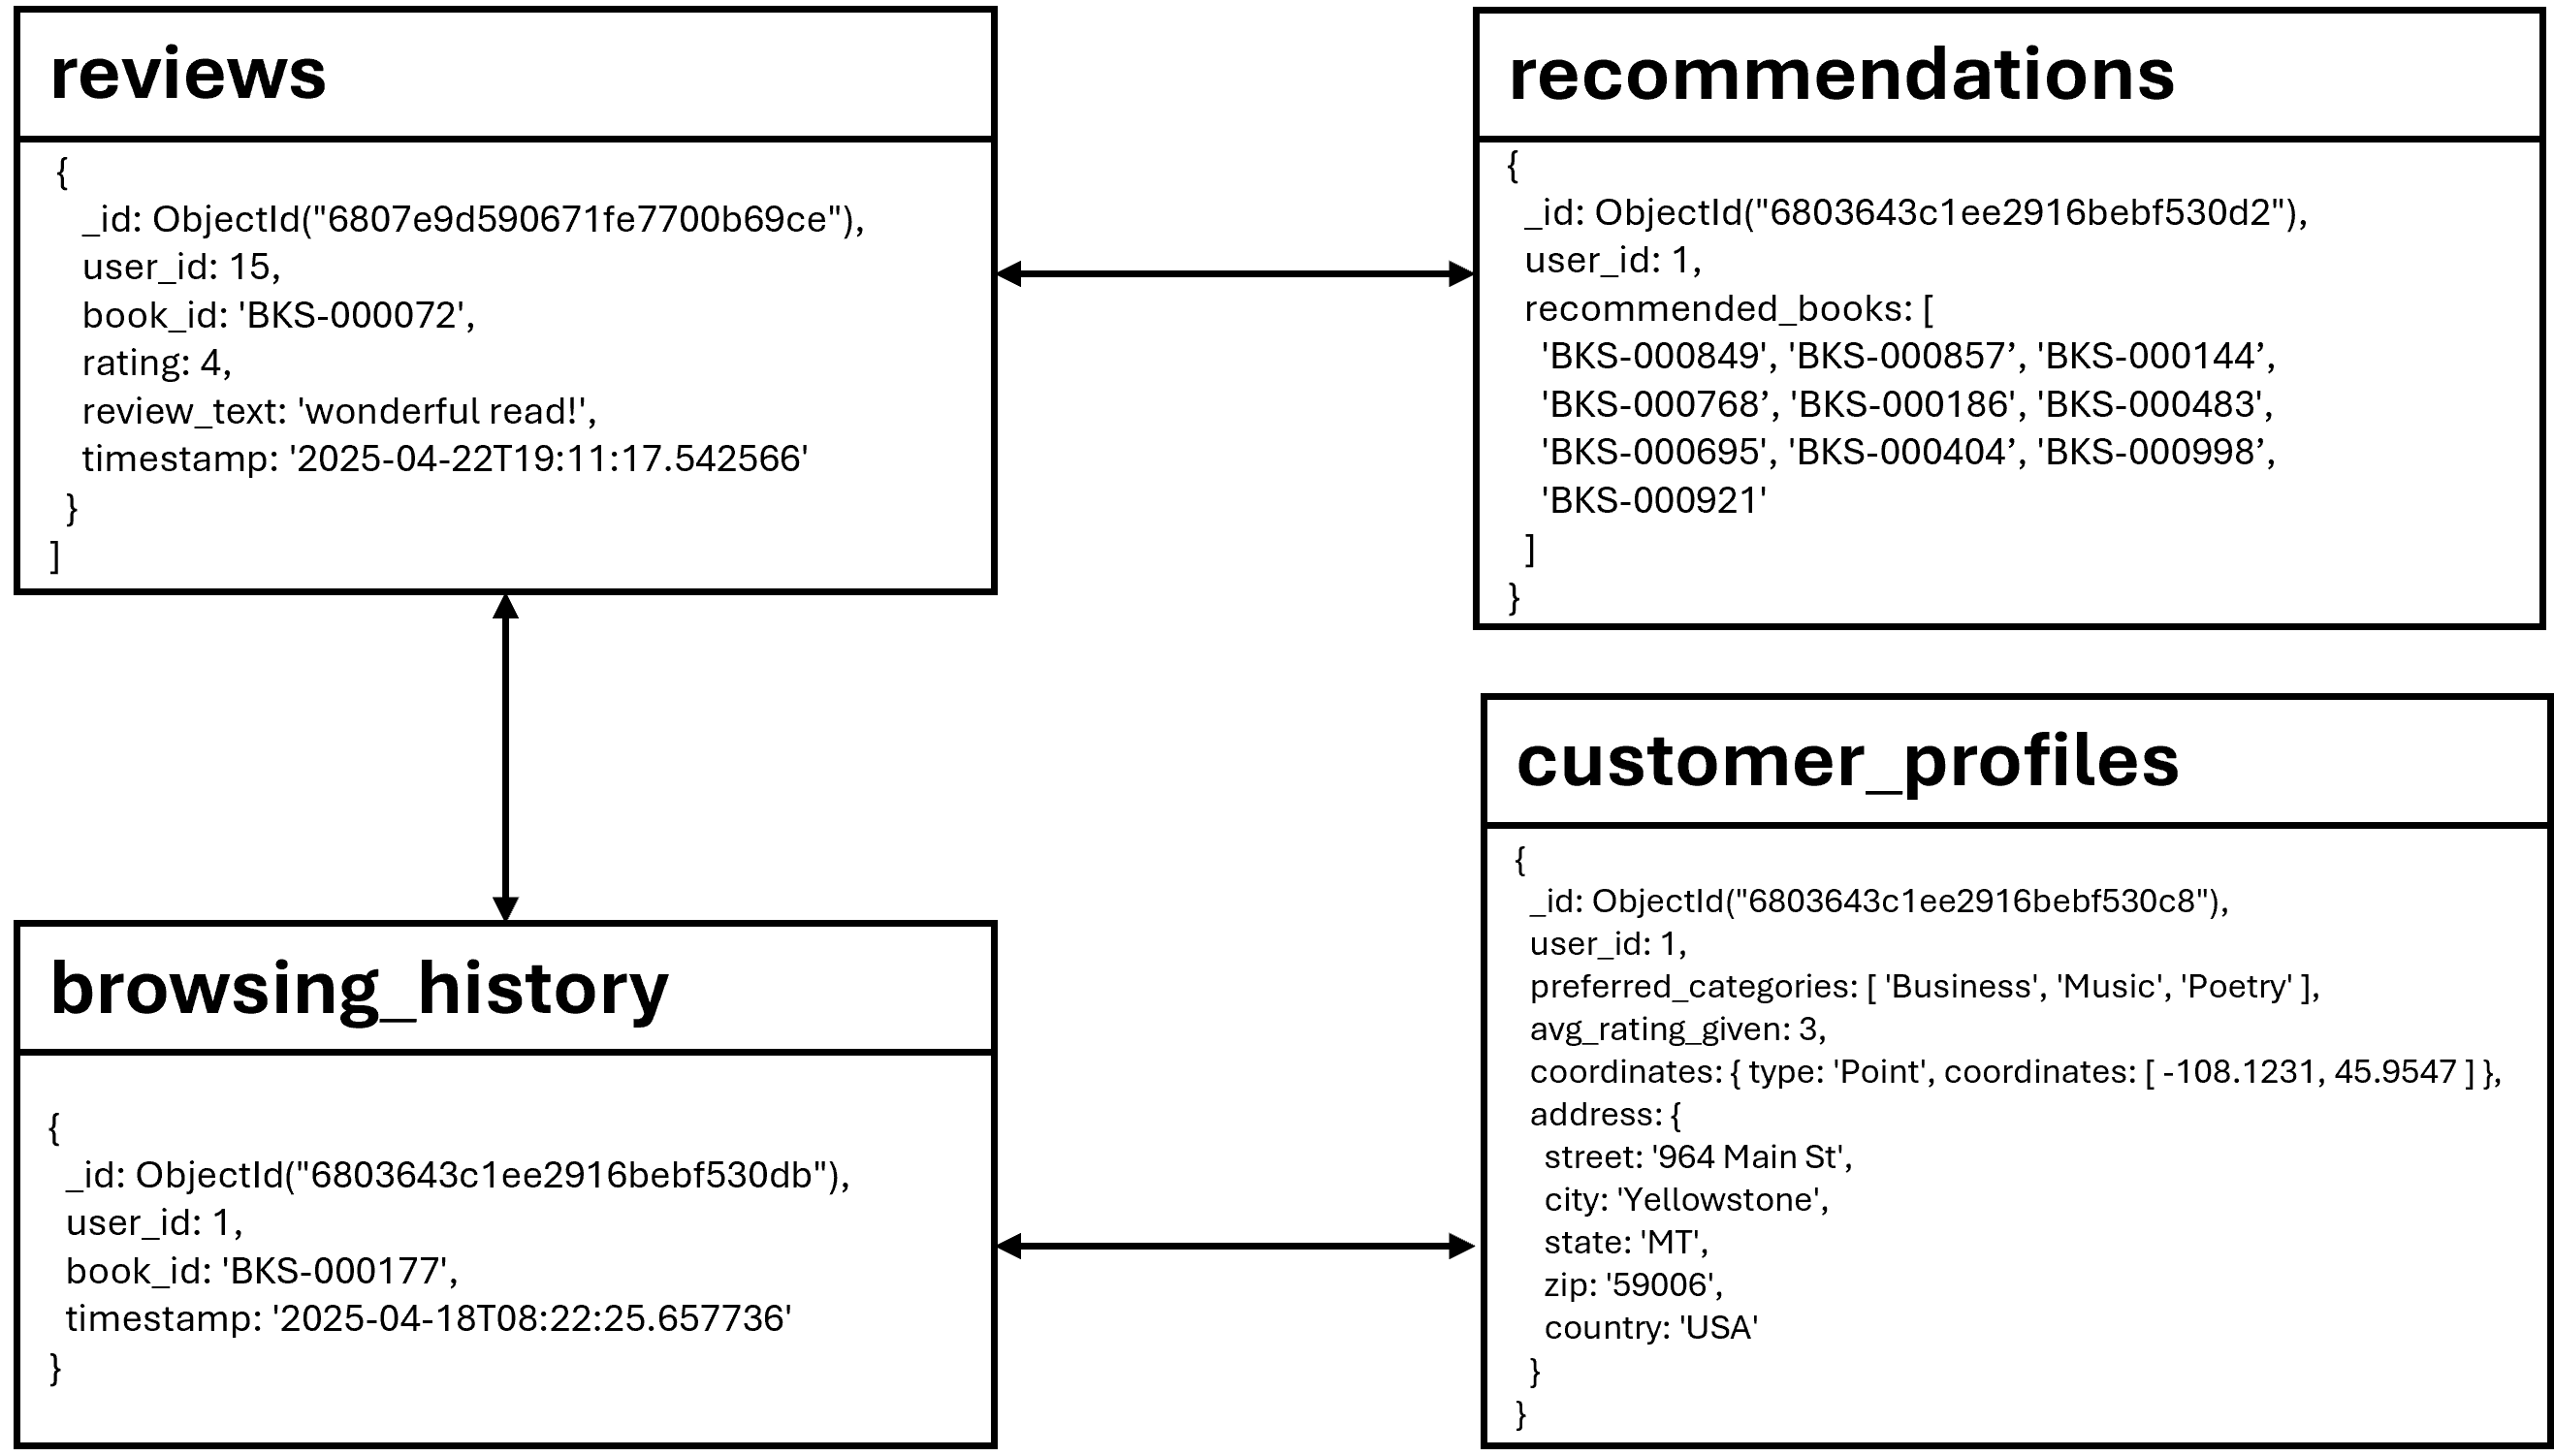 reviews
{
_id: ObjectId("6807e9d590671fe7700b69ce"),
user_id: 15,
book_id: 'BKS-000072',
rating: 4,
review_text: 'wonderful read!',
timestamp: '2025-04-22T19:11:17.542566'
}
]
recommendations
{
_id: ObjectId("6803643c1ee2916bebf530d2"),
user_id: 1,
recommended_books: [
'BKS-000849', 'BKS-000857’, 'BKS-000144’,
'BKS-000768’, 'BKS-000186', 'BKS-000483',
'BKS-000695', 'BKS-000404’, 'BKS-000998’,
'BKS-000921'
]
}
browsing_history
{
_id: ObjectId("6803643c1ee2916bebf530db"),
user_id: 1,
book_id: 'BKS-000177',
timestamp: '2025-04-18T08:22:25.657736'
}
customer_profiles
{
_id: ObjectId("6803643c1ee2916bebf530c8"),
user_id: 1,
preferred_categories: [ 'Business', 'Music', 'Poetry' ],
avg_rating_given: 3,
coordinates: { type: 'Point', coordinates: [ -108.1231, 45.9547 ] },
address: {
street: '964 Main St',
city: 'Yellowstone',
state: 'MT',
zip: '59006',
country: 'USA'
}
}